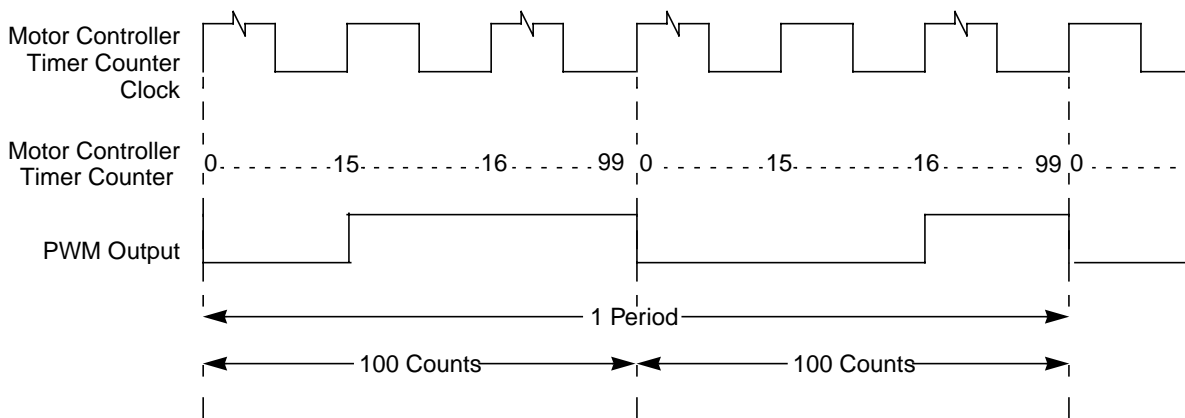 Motor Controller
Timer Counter
Clock
Motor Controller
Timer Counter
0 15 16 99 0 15 16 99 0
PWM Output
1 Period
100 Counts 100 Counts